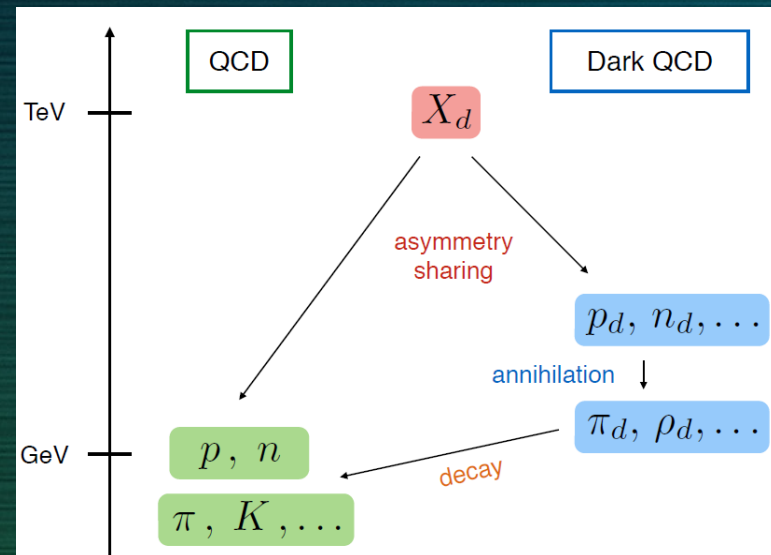 QCD
Dark QCD
TeV
X_d
asymmetry
sharing
p_d, n_d, ...
annihilation
π_d, ρ_d, ...
GeV
p, n
decay
π, K, ...